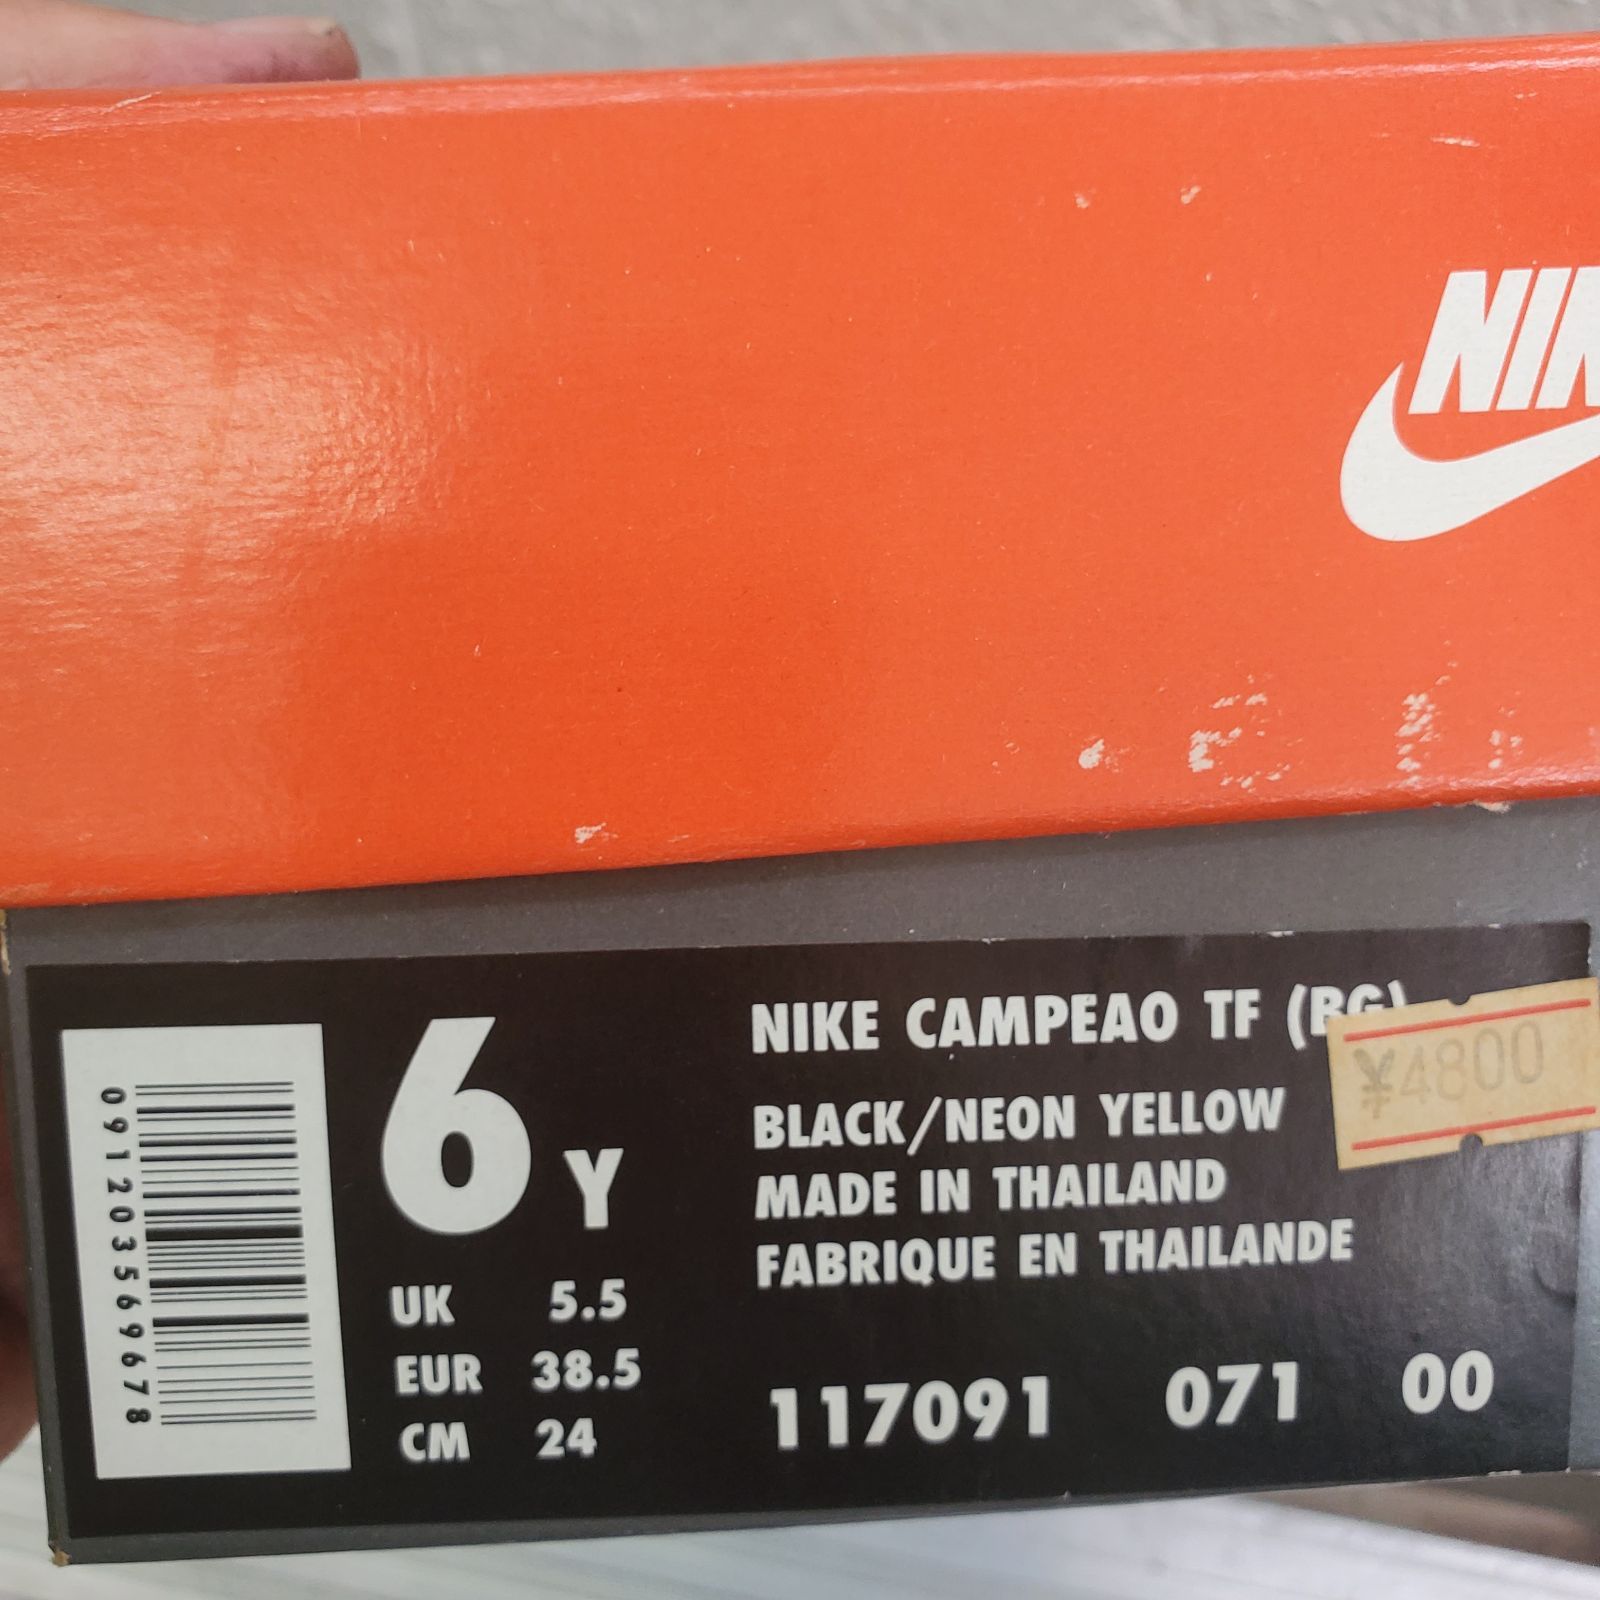 NIK
6 Y
UK 5.5
EUR 38.5
CM 24
NIKE CAMPEAO TF (BG)
BLACK/NEON YELLOW
MADE IN THAILAND
FABRIQUE EN THAILANDE
117091 071 00
¥4800
091203569678